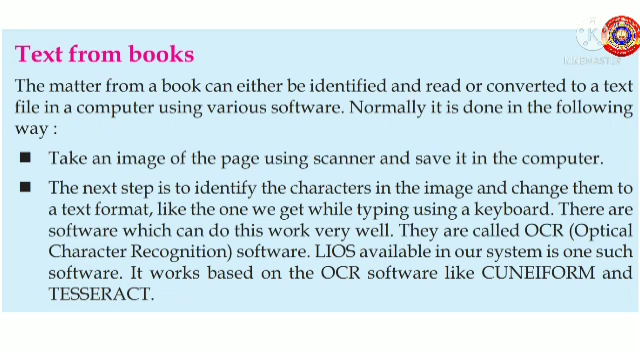 Text from books
K
KINEMASTER
The matter from a book can either be identified and read or converted to a text
file in a computer using various software. Normally it is done in the following
way :
■ Take an image of the page using scanner and save it in the computer.
■ The next step is to identify the characters in the image and change them to
a text format, like the one we get while typing using a keyboard. There are
software which can do this work very well. They are called OCR (Optical
Character Recognition) software. LIOS available in our system is one such
software. It works based on the OCR software like CUNEIFORM and
TESSERACT.